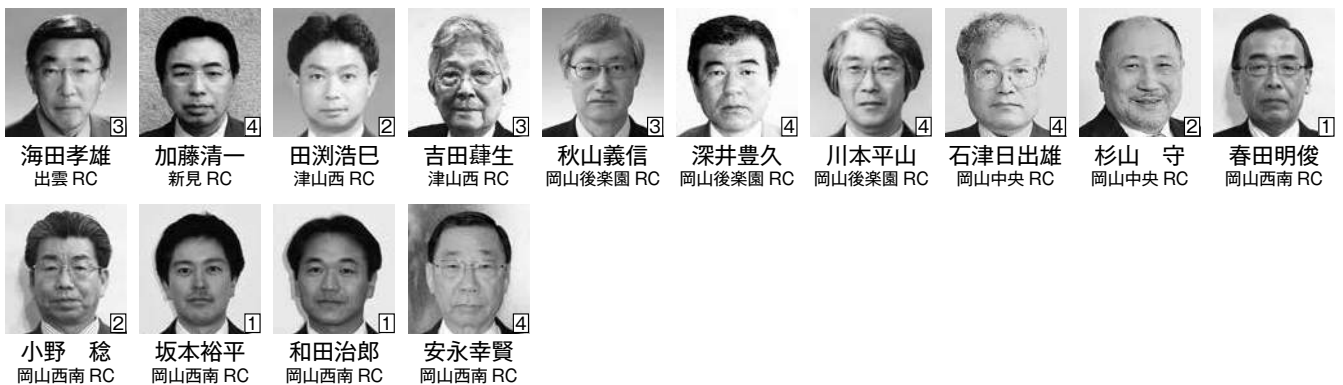 3 4 2 3 3 4 4 4 2 1
海田孝雄 加藤清一 田渕浩巳 吉田蕼生 秋山義信 深井豊久 川本平山 石津日出雄 杉山　守 春田明俊
出雲 RC 新見 RC 津山西 RC 津山西 RC 岡山後楽園 RC 岡山後楽園 RC 岡山後楽園 RC 岡山中央 RC 岡山中央 RC 岡山西南 RC
2 1 1 4
小野　稔 坂本裕平 和田治郎 安永幸賢
岡山西南 RC 岡山西南 RC 岡山西南 RC 岡山西南 RC